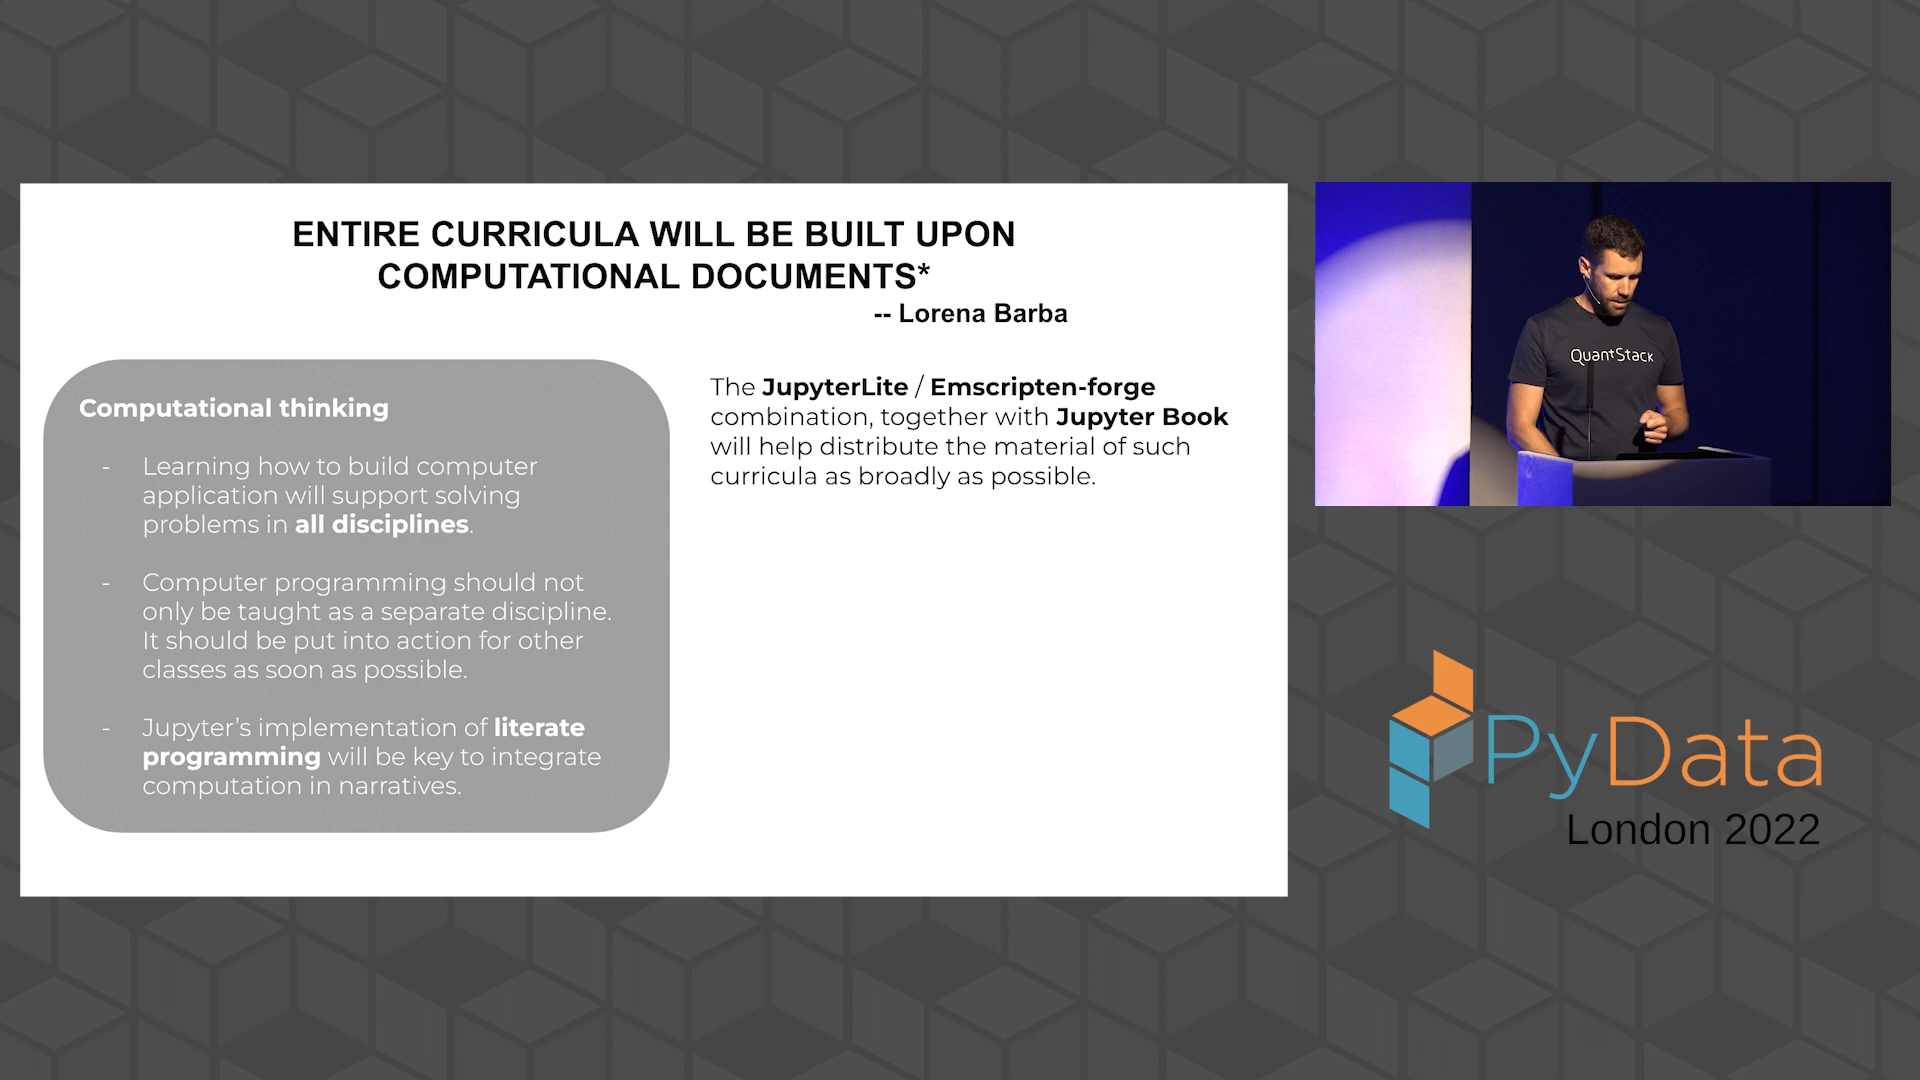 ENTIRE CURRICULA WILL BE BUILT UPON
COMPUTATIONAL DOCUMENTS*
-- Lorena Barba
Computational thinking
- Learning how to build computer
application will support solving
problems in all disciplines.
- Computer programming should not
only be taught as a separate discipline.
It should be put into action for other
classes as soon as possible.
- Jupyter’s implementation of literate
programming will be key to integrate
computation in narratives.
The JupyterLite / Emscripten-forge
combination, together with Jupyter Book
will help distribute the material of such
curricula as broadly as possible.
QuantStack
PyData
London 2022